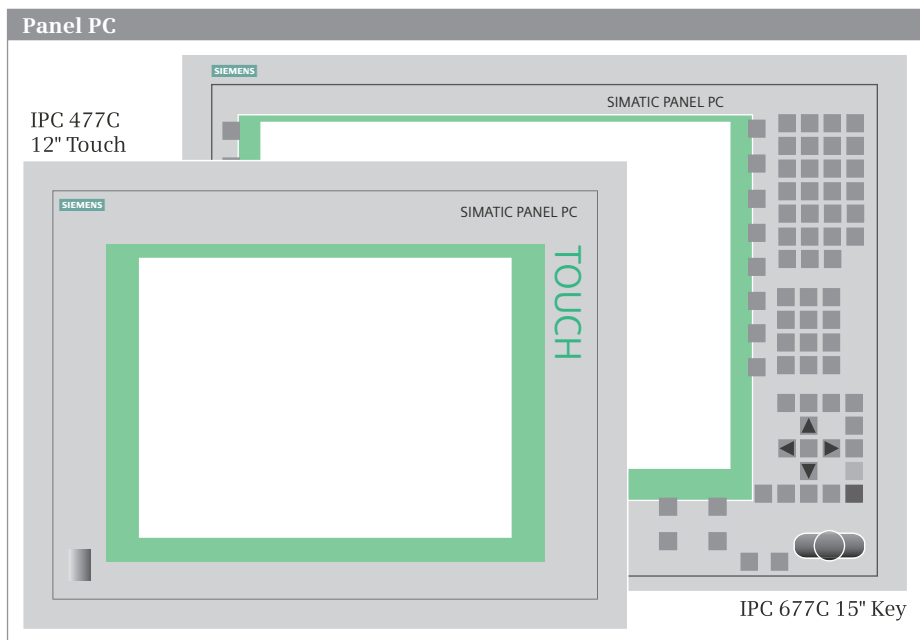 Panel PC
SIEMENS
SIMATIC PANEL PC
IPC 477C
12" Touch
SIEMENS
SIMATIC PANEL PC
TOUCH
IPC 677C 15" Key